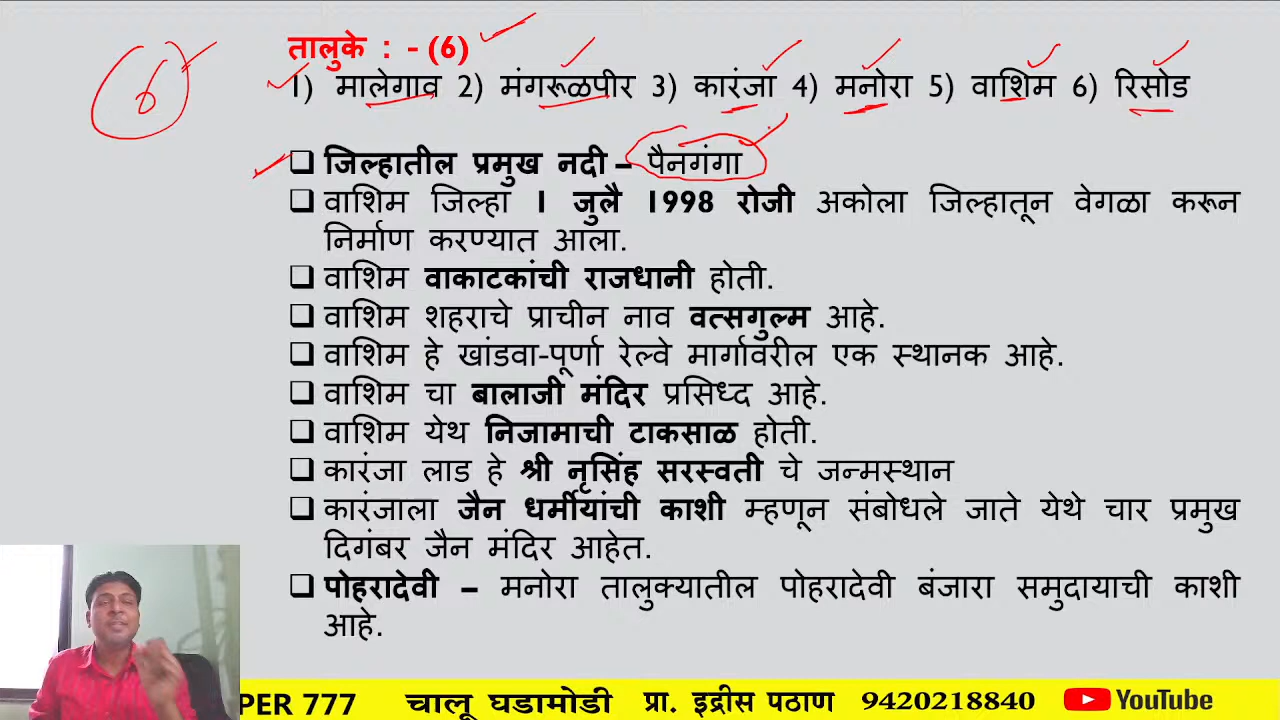 6
तालुके : - (6)
1) मालेगाव 2) मंगरूळपीर 3) कारंजा 4) मनोरा 5) वाशिम 6) रिसोड
❑ जिल्हातील प्रमुख नदी – पैनगंगा
❑ वाशिम जिल्हा 1 जुलै 1998 रोजी अकोला जिल्हातून वेगळा करून
निर्माण करण्यात आला.
❑ वाशिम वाकाटकांची राजधानी होती.
❑ वाशिम शहराचे प्राचीन नाव वत्सगुल्म आहे.
❑ वाशिम हे खांडवा-पूर्णा रेल्वे मार्गावरील एक स्थानक आहे.
❑ वाशिम चा बालाजी मंदिर प्रसिध्द आहे.
❑ वाशिम येथ निजामाची टाकसाळ होती.
❑ कारंजा लाड हे श्री नृसिंह सरस्वती चे जन्मस्थान
❑ कारंजाला जैन धर्मीयांची काशी म्हणून संबोधले जाते येथे चार प्रमुख
दिगंबर जैन मंदिर आहेत.
❑ पोहरादेवी – मनोरा तालुक्यातील पोहरादेवी बंजारा समुदायाची काशी
आहे.
PER 777 चालू घडामोडी प्रा. इद्रीस पठाण 9420218840 YouTube